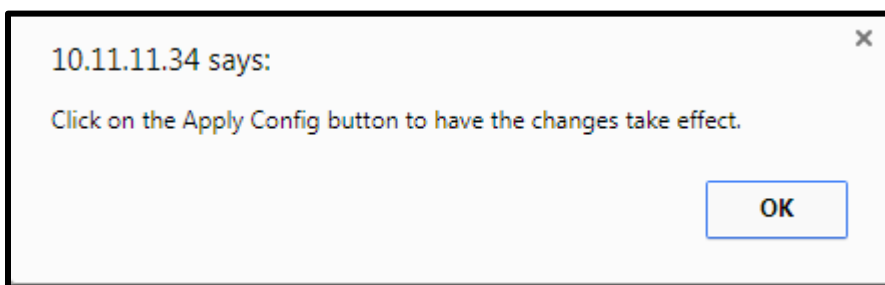 10.11.11.34 says:
Click on the Apply Config button to have the changes take effect.
OK